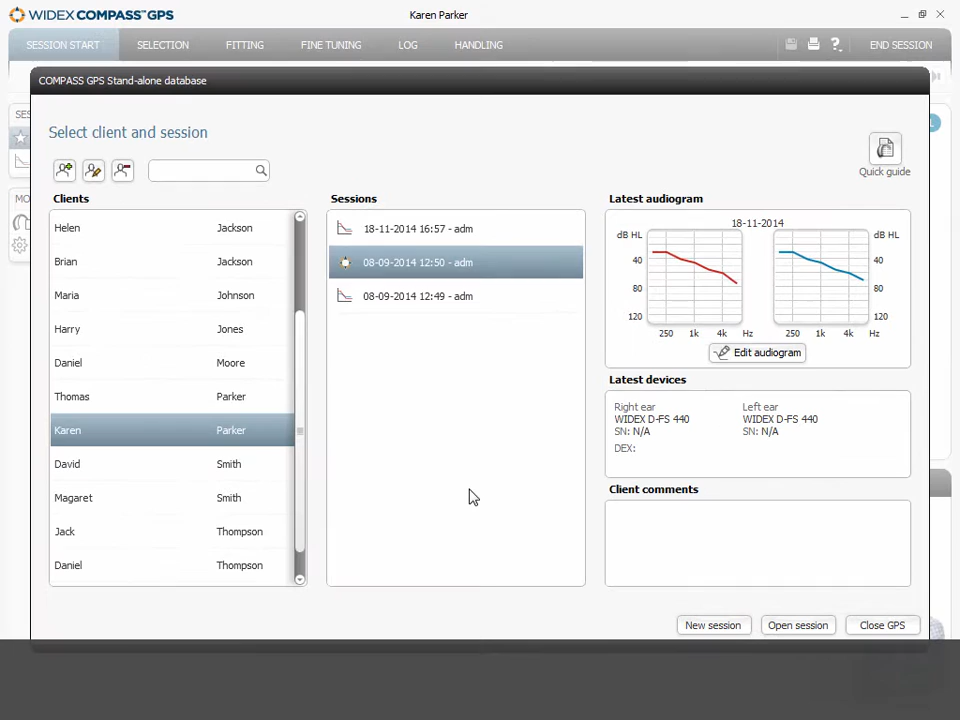 WIDEX COMPASS™ GPS
Karen Parker
SESSION START
SELECTION
FITTING
FINE TUNING
LOG
HANDLING
END SESSION
COMPASS GPS Stand-alone database
SES
MO
L
Select client and session
Quick guide
Clients
Helen Jackson
Brian Jackson
Maria Johnson
Harry Jones
Daniel Moore
Thomas Parker
Karen Parker
David Smith
Magaret Smith
Jack Thompson
Daniel Thompson
Sessions
18-11-2014 16:57 - adm
08-09-2014 12:50 - adm
08-09-2014 12:49 - adm
Latest audiogram
18-11-2014
dB HL dB HL
40 40
80 80
120 120
250 1k 4k Hz 250 1k 4k Hz
Edit audiogram
Latest devices
Right ear Left ear
WIDEX D-FS 440 WIDEX D-FS 440
SN: N/A SN: N/A
DEX:
Client comments
New session
Open session
Close GPS